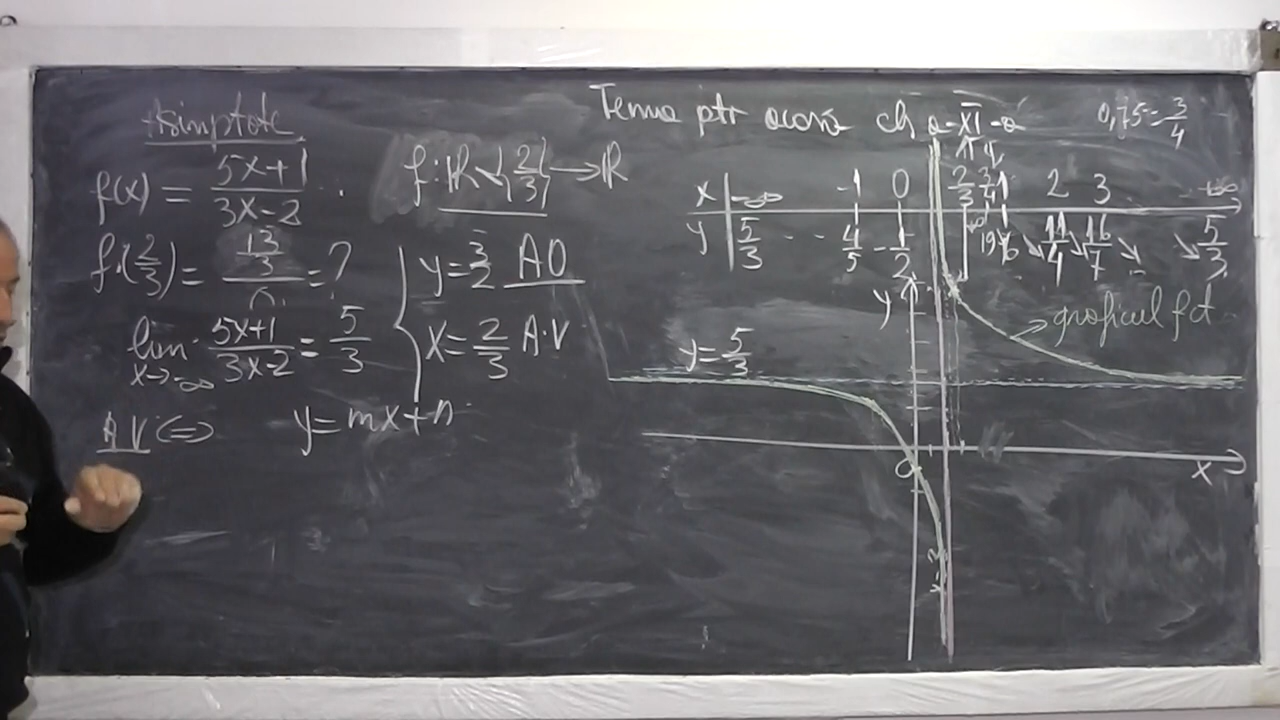 Asimptote
f(x) = (5x+1)/(3x-2) .
f: ℝ \ {2/3} → ℝ
f(2/3) = (13/3)/0 = ?
y = 3/2 AO
lim x→-∞ (5x+1)/(3x-2) = 5/3
x = 2/3 A.V
AV ⇔ y = mx+n
Tema ptr acasă
0,75 = 3/4
x | -∞ -1 0 2/3 3/4 1 2 3 +∞
y | 5/3 - - 4/5 -1/2 19 6 ↘ 11/4 ↘ 16/7 ↘ ↘ 5/3
y
→ graficul fct
y = 5/3
O
x